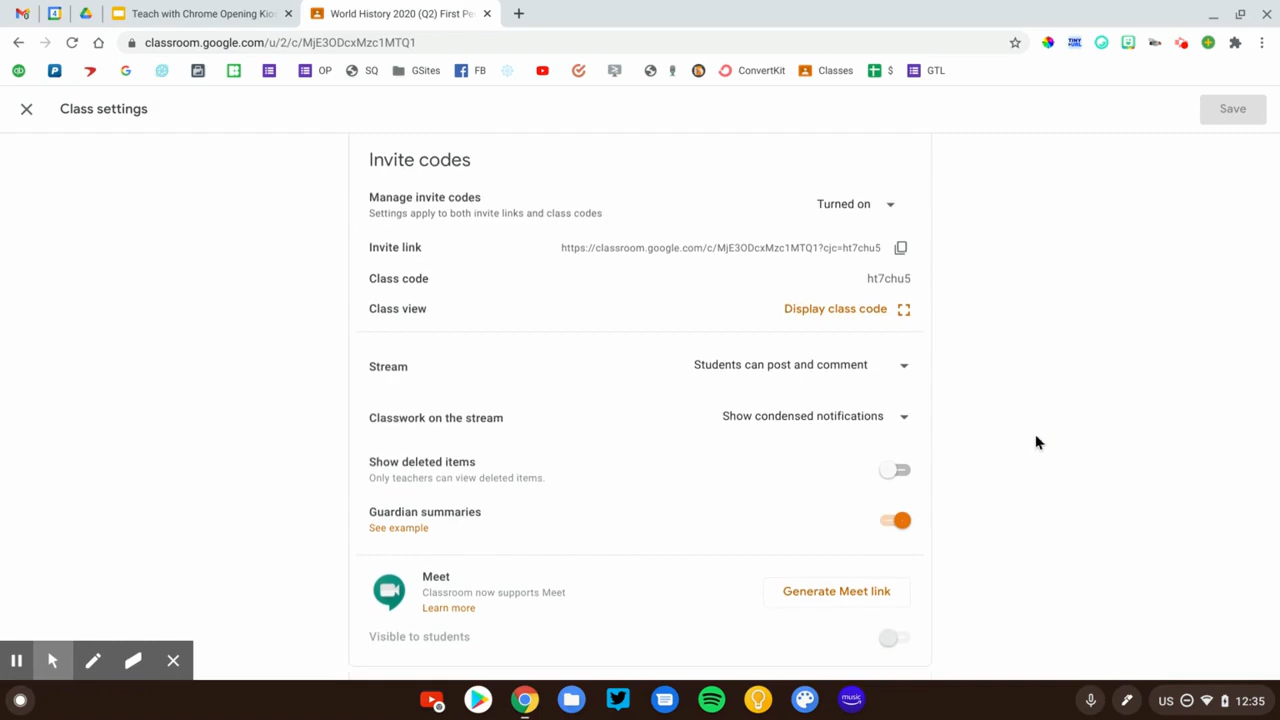 Teach with Chrome Opening Kio
World History 2020 (Q2) First Pe
classroom.google.com/u/2/c/MjE3ODcxMzc1MTQ1
OP
SQ
GSites
FB
ConvertKit
Classes
$
GTL
Class settings
Save
Invite codes
Manage invite codes
Turned on
Settings apply to both invite links and class codes
Invite link
https://classroom.google.com/c/MjE3ODcxMzc1MTQ1?cjc=ht7chu5
Class code
ht7chu5
Class view
Display class code
Stream
Students can post and comment
Classwork on the stream
Show condensed notifications
Show deleted items
Only teachers can view deleted items.
Guardian summaries
See example
Meet
Classroom now supports Meet
Learn more
Generate Meet link
Visible to students
music
US
12:35